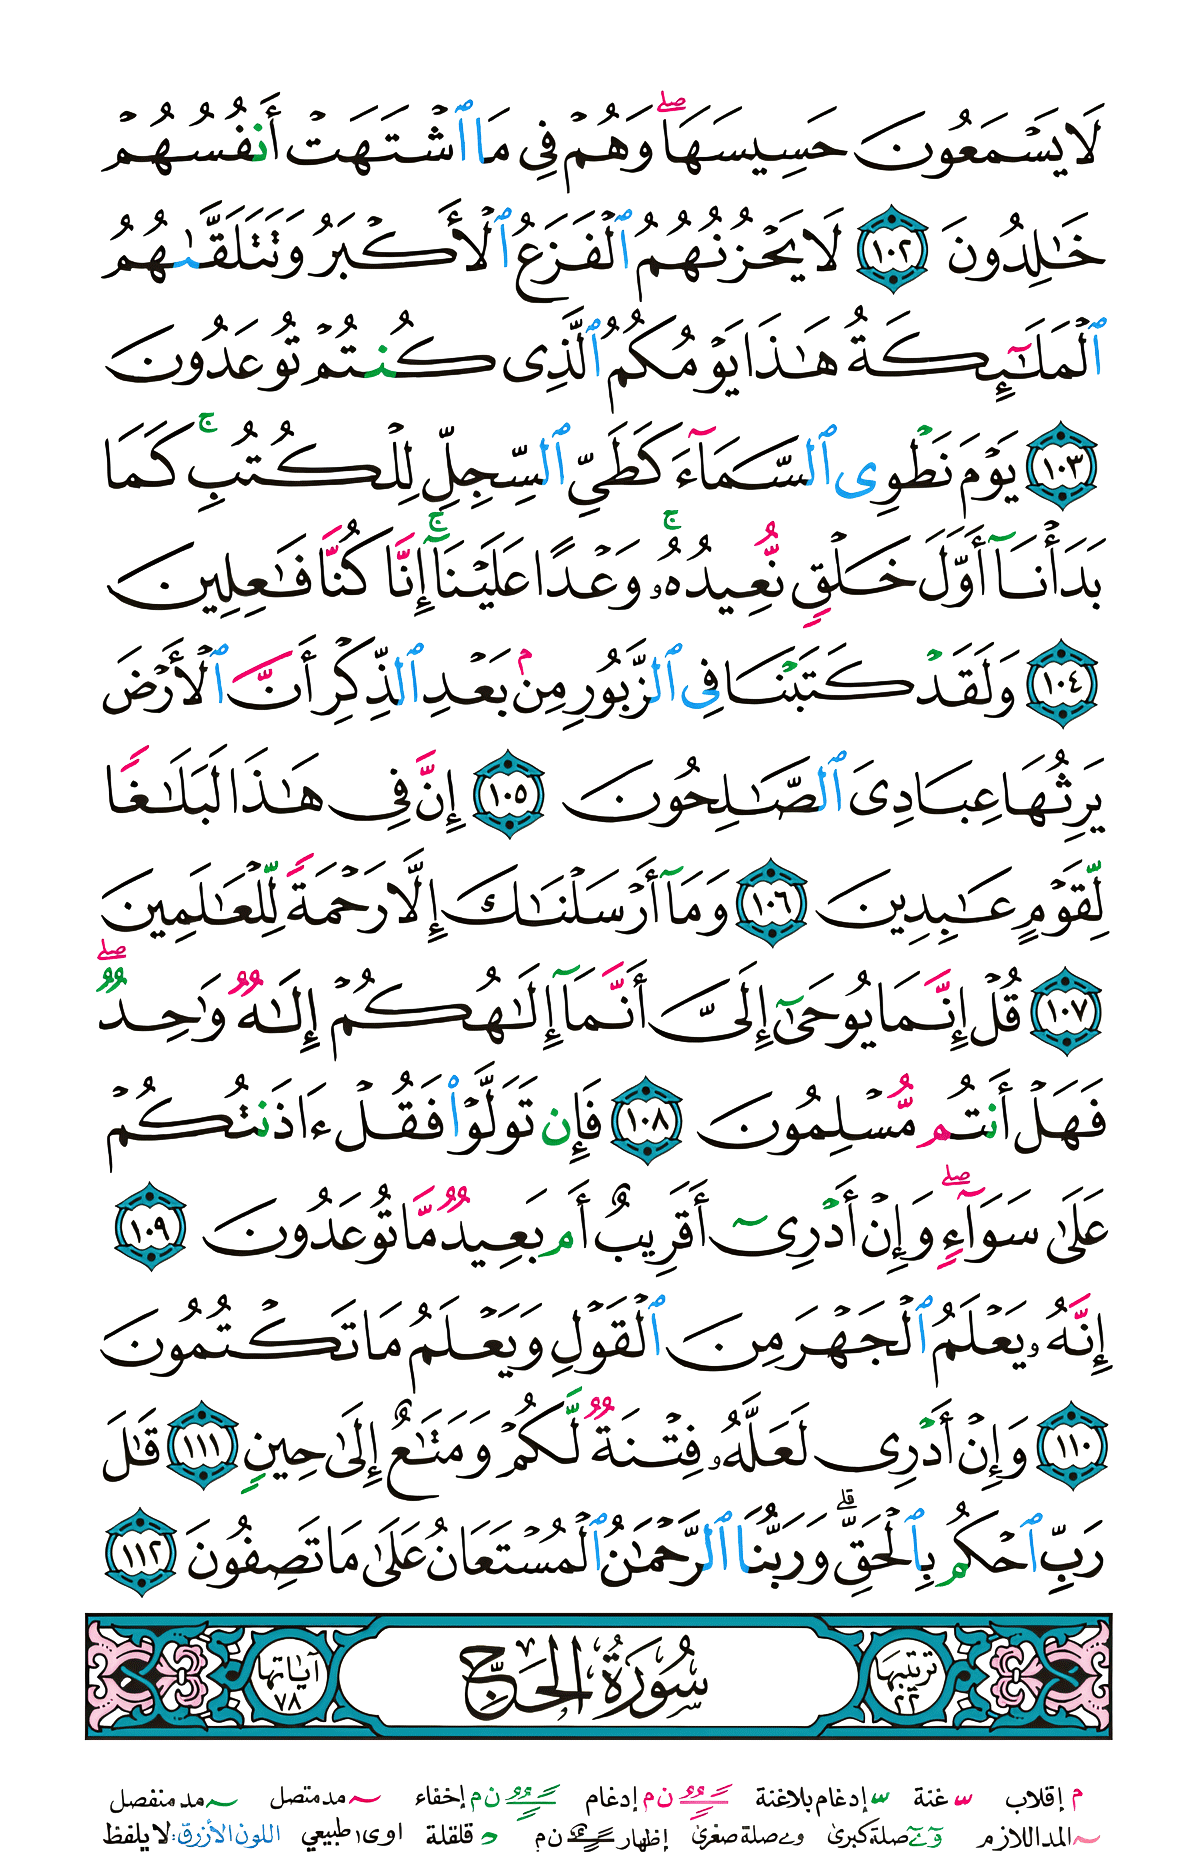 لَا يَسْمَعُونَ حَسِيسَهَا ۖ وَهُمْ فِي مَا ٱشْتَهَتْ أَنفُسُهُمْ
خَٰلِدُونَ ١٠٢ لَا يَحْزُنُهُمُ ٱلْفَزَعُ ٱلْأَكْبَرُ وَتَتَلَقَّىٰهُمُ
ٱلْمَلَٰٓئِكَةُ هَٰذَا يَوْمُكُمُ ٱلَّذِى كُنتُمْ تُوعَدُونَ
١٠٣ يَوْمَ نَطْوِى ٱلسَّمَآءَ كَطَيِّ ٱلسِّجِلِّ لِلْكُتُبِ ۚ كَمَا
بَدَأْنَآ أَوَّلَ خَلْقٍ نُّعِيدُهُۥ ۚ وَعْدًا عَلَيْنَآ ۚ إِنَّا كُنَّا فَٰعِلِينَ
١٠٤ وَلَقَدْ كَتَبْنَا فِى ٱلزَّبُورِ مِنۢ بَعْدِ ٱلذِّكْرِ أَنَّ ٱلْأَرْضَ
يَرِثُهَا عِبَادِىَ ٱلصَّٰلِحُونَ ١٠٥ إِنَّ فِى هَٰذَا لَبَلَٰغًا
لِّقَوْمٍ عَٰبِدِينَ ١٠٦ وَمَآ أَرْسَلْنَٰكَ إِلَّا رَحْمَةً لِّلْعَٰلَمِينَ
١٠٧ قُلْ إِنَّمَا يُوحَىٰٓ إِلَىَّ أَنَّمَآ إِلَٰهُكُمْ إِلَٰهٌ وَٰحِدٌ ۖ
فَهَلْ أَنتُم مُّسْلِمُونَ ١٠٨ فَإِن تَوَلَّوْا۟ فَقُلْ ءَاذَنتُكُمْ
عَلَىٰ سَوَآءٍ ۖ وَإِنْ أَدْرِىٓ أَقَرِيبٌ أَم بَعِيدٌ مَّا تُوعَدُونَ ١٠٩
إِنَّهُۥ يَعْلَمُ ٱلْجَهْرَ مِنَ ٱلْقَوْلِ وَيَعْلَمُ مَا تَكْتُمُونَ
١١٠ وَإِنْ أَدْرِى لَعَلَّهُۥ فِتْنَةٌ لَّكُمْ وَمَتَٰعٌ إِلَىٰ حِينٍ ١١١ قَٰلَ
رَبِّ ٱحْكُم بِٱلْحَقِّ ۗ وَرَبُّنَا ٱلرَّحْمَٰنُ ٱلْمُسْتَعَانُ عَلَىٰ مَا تَصِفُونَ ١١٢
ترتيبها ٢٢ سُورَةُ الحَجِّ آياتها ٧٨
م إقلاب غنة إدغام بلاغنة ن م إدغام ن م إخفاء مد متصل مد منفصل
المد اللازم صلة كبرىٰ و ے صلة صغرىٰ إظهار ن م قلقلة ا و ى طبيعي اللون الأزرق: لا يلفظ